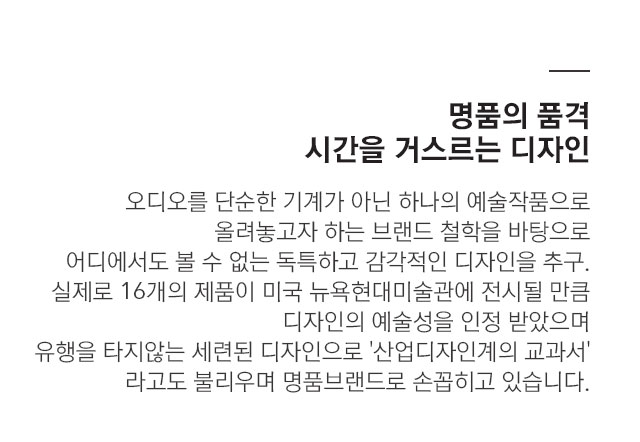 명품의 품격
시간을 거스르는 디자인
오디오를 단순한 기계가 아닌 하나의 예술작품으로
올려놓고자 하는 브랜드 철학을 바탕으로
어디에서도 볼 수 없는 독특하고 감각적인 디자인을 추구.
실제로 16개의 제품이 미국 뉴욕현대미술관에 전시될 만큼
디자인의 예술성을 인정 받았으며
유행을 타지않는 세련된 디자인으로 '산업디자인계의 교과서'
라고도 불리우며 명품브랜드로 손꼽히고 있습니다.